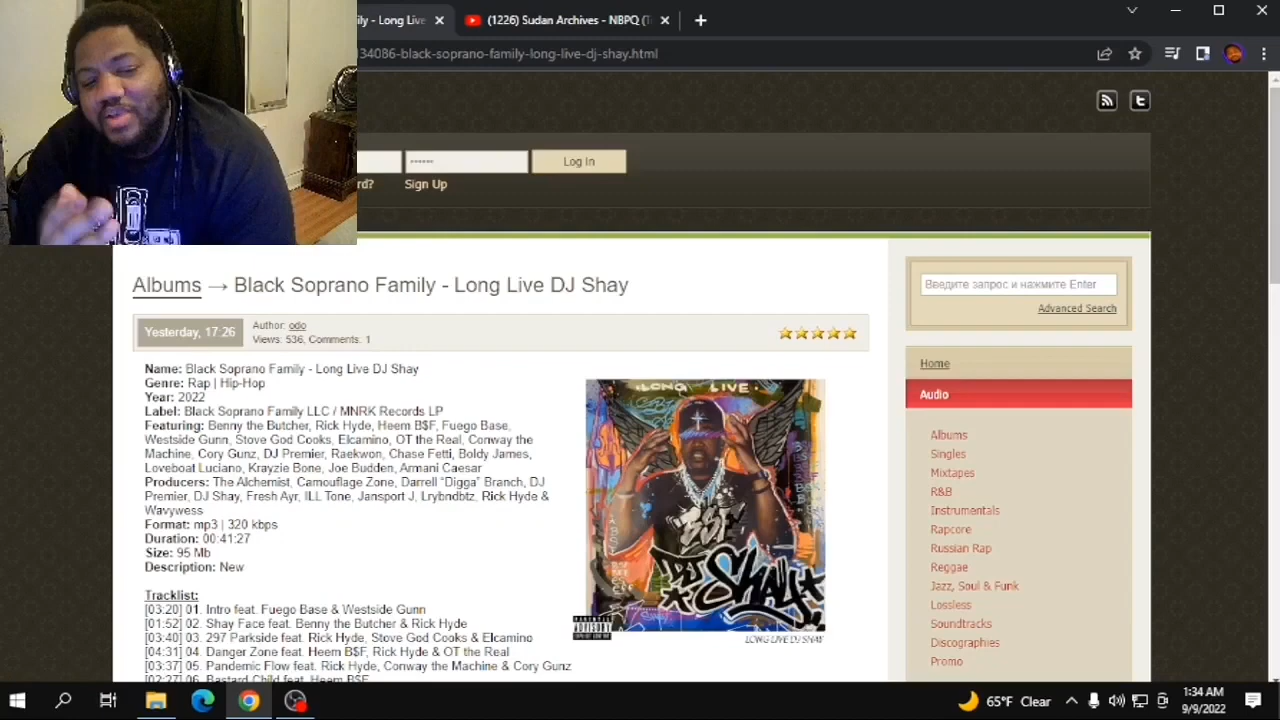 ly - Long Live
(1226) Sudan Archives - NBPQ (T
34086-black-soprano-family-long-live-dj-shay.html
Log In
rd?
Sign Up
Albums → Black Soprano Family - Long Live DJ Shay
Введите запрос и нажмите Enter
Advanced Search
Yesterday, 17:26
Author: odo
Views: 536, Comments: 1
Home
Audio
Albums
Singles
Mixtapes
R&B
Instrumentals
Rapcore
Russian Rap
Reggae
Jazz, Soul & Funk
Lossless
Soundtracks
Discographies
Promo
Name: Black Soprano Family - Long Live DJ Shay
Genre: Rap | Hip-Hop
Year: 2022
Label: Black Soprano Family LLC / MNRK Records LP
Featuring: Benny the Butcher, Rick Hyde, Heem B$F, Fuego Base,
Westside Gunn, Stove God Cooks, Elcamino, OT the Real, Conway the
Machine, Cory Gunz, DJ Premier, Raekwon, Chase Fetti, Boldy James,
Loveboat Luciano, Krayzie Bone, Joe Budden, Armani Caesar
Producers: The Alchemist, Camouflage Zone, Darrell “Digga” Branch, DJ
Premier, DJ Shay, Fresh Ayr, ILL Tone, Jansport J, Lrybndbtz, Rick Hyde &
Wavywess
Format: mp3 | 320 kbps
Duration: 00:41:27
Size: 95 Mb
Description: New
Tracklist:
[03:20] 01. Intro feat. Fuego Base & Westside Gunn
[01:52] 02. Shay Face feat. Benny the Butcher & Rick Hyde
[03:40] 03. 297 Parkside feat. Rick Hyde, Stove God Cooks & Elcamino
[04:31] 04. Danger Zone feat. Heem B$F, Rick Hyde & OT the Real
[03:37] 05. Pandemic Flow feat. Rick Hyde, Conway the Machine & Cory Gunz
[02:27] 06. Bastard Child feat. Heem B$F
LONG LIVE
BSF
DJ Shay
PARENTAL
ADVISORY
LONG LIVE DJ SHAY
65°F Clear
1:34 AM
9/9/2022